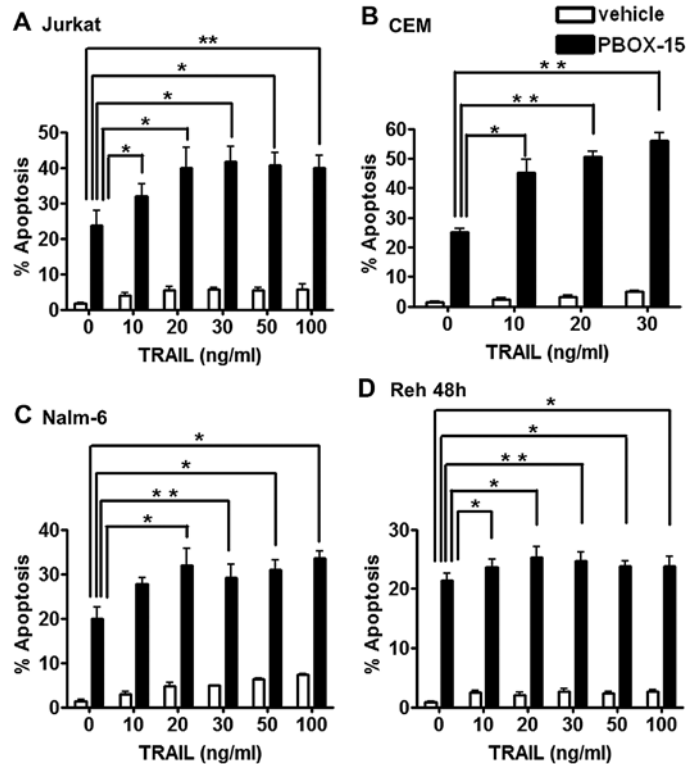 A Jurkat
**
*
*
*
*
50
40
30
20
10
0
% Apoptosis
0 10 20 30 50 100
TRAIL (ng/ml)
B CEM
vehicle
PBOX-15
* *
* *
*
60
50
40
30
20
10
0
% Apoptosis
0 10 20 30
TRAIL (ng/ml)
C Nalm-6
*
*
* *
*
40
30
20
10
0
% Apoptosis
0 10 20 30 50 100
TRAIL (ng/ml)
D Reh 48h
*
*
* *
*
*
30
20
10
0
% Apoptosis
0 10 20 30 50 100
TRAIL (ng/ml)